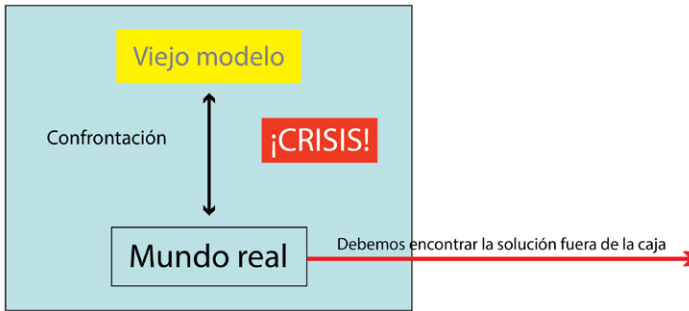 Viejo modelo
Confrontación
¡CRISIS!
Mundo real
Debemos encontrar la solución fuera de la caja